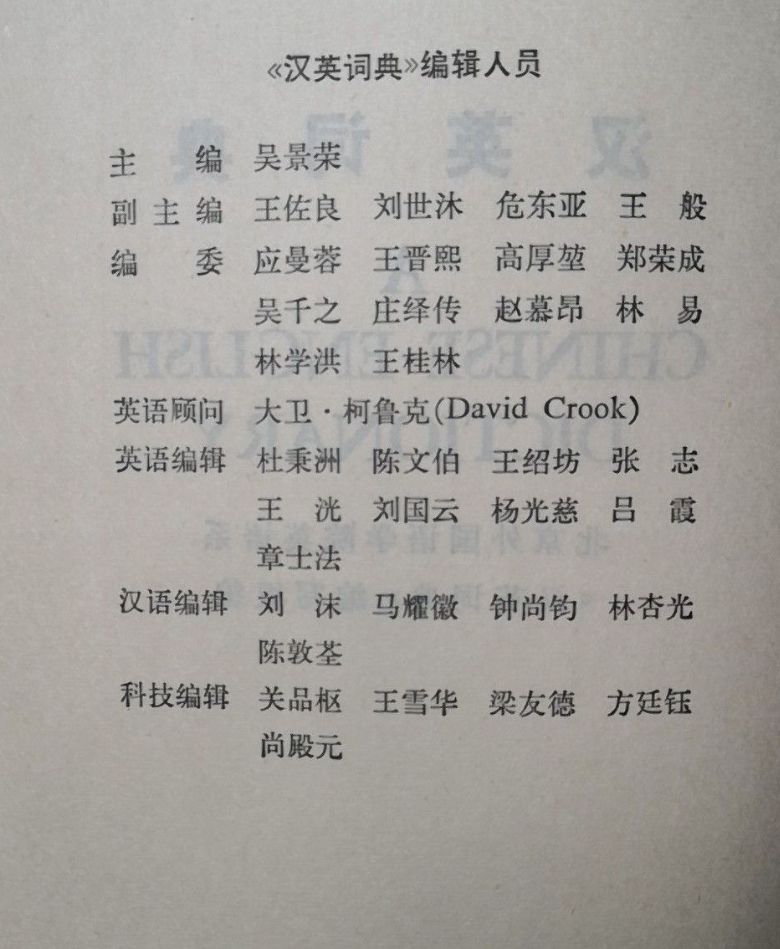 《汉英词典》编辑人员
主 编 吴景荣
副主编 王佐良 刘世沐 危东亚 王 般
编 委 应曼蓉 王晋熙 高厚堃 郑荣成
吴千之 庄绎传 赵慕昂 林 易
林学洪 王桂林
英语顾问 大卫·柯鲁克(David Crook)
英语编辑 杜秉洲 陈文伯 王绍坊 张 志
王 洸 刘国云 杨光慈 吕 霞
章士法
汉语编辑 刘 沫 马耀徽 钟尚钧 林杏光
陈敦荃
科技编辑 关品枢 王雪华 梁友德 方廷钰
尚殿元